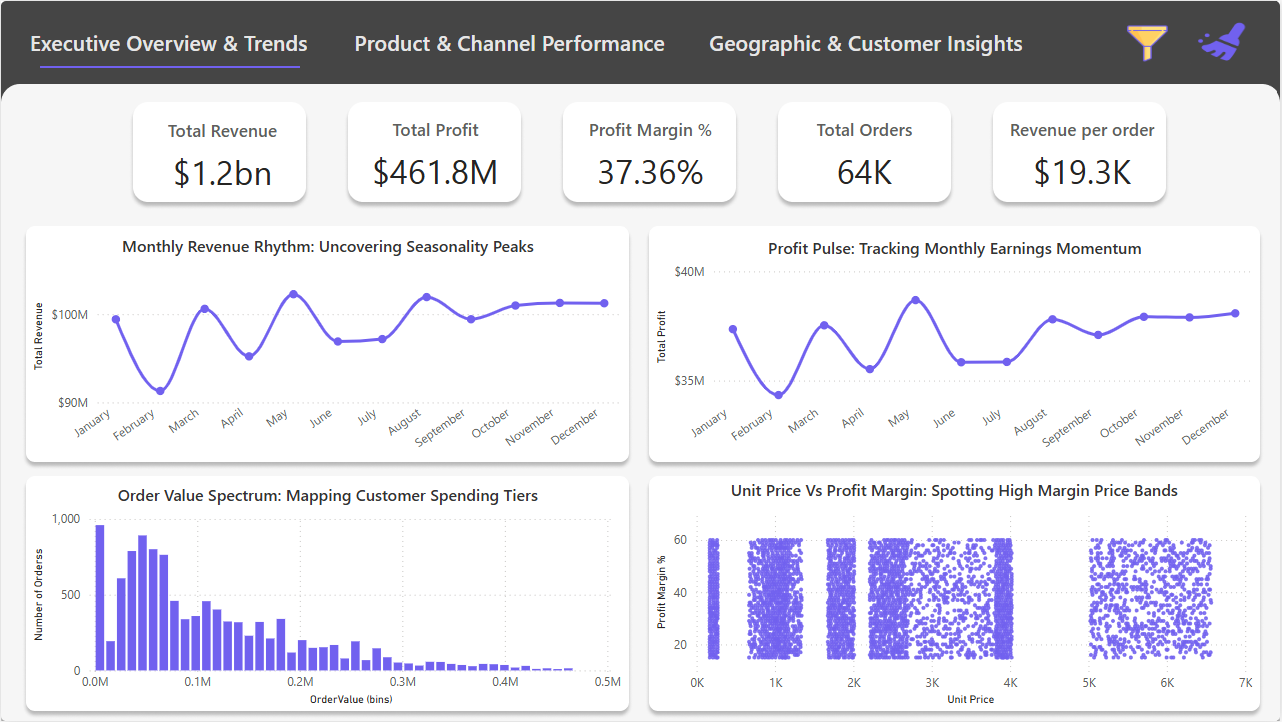 Executive Overview & Trends
Product & Channel Performance
Geographic & Customer Insights
Total Revenue
$1.2bn
Total Profit
$461.8M
Profit Margin %
37.36%
Total Orders
64K
Revenue per order
$19.3K
Monthly Revenue Rhythm: Uncovering Seasonality Peaks
Total Revenue
$100M
$90M
January
February
March
April
May
June
July
August
September
October
November
December
Profit Pulse: Tracking Monthly Earnings Momentum
Total Profit
$40M
$35M
January
February
March
April
May
June
July
August
September
October
November
December
Order Value Spectrum: Mapping Customer Spending Tiers
Number of Orderss
1,000
500
0
0.0M
0.1M
0.2M
0.3M
0.4M
0.5M
OrderValue (bins)
Unit Price Vs Profit Margin: Spotting High Margin Price Bands
Profit Margin %
60
40
20
0K
1K
2K
3K
4K
5K
6K
7K
Unit Price